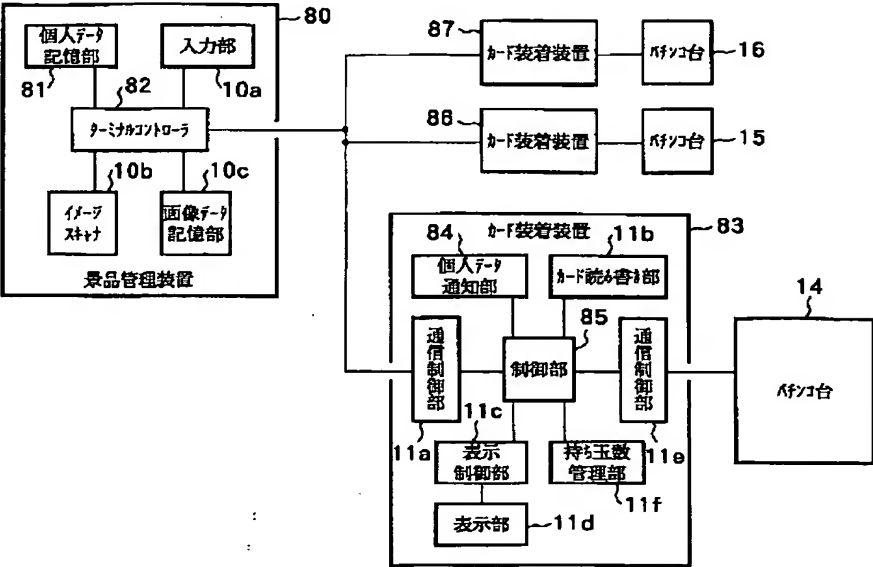 80
個人データ
記憶部
81
入力部
10a
82
ターミナルコントローラ
10b
イメージ
スキャナ
10c
画像データ
記憶部
景品管理装置
87
カード装着装置
パチンコ台
16
86
カード装着装置
パチンコ台
15
カード装着装置
83
84
個人データ
通知部
11b
カード読み書き部
85
制御部
通信制御部
11a
通信制御部
11e
11c
表示
制御部
持ち玉数
管理部
11f
表示部
11d
14
パチンコ台